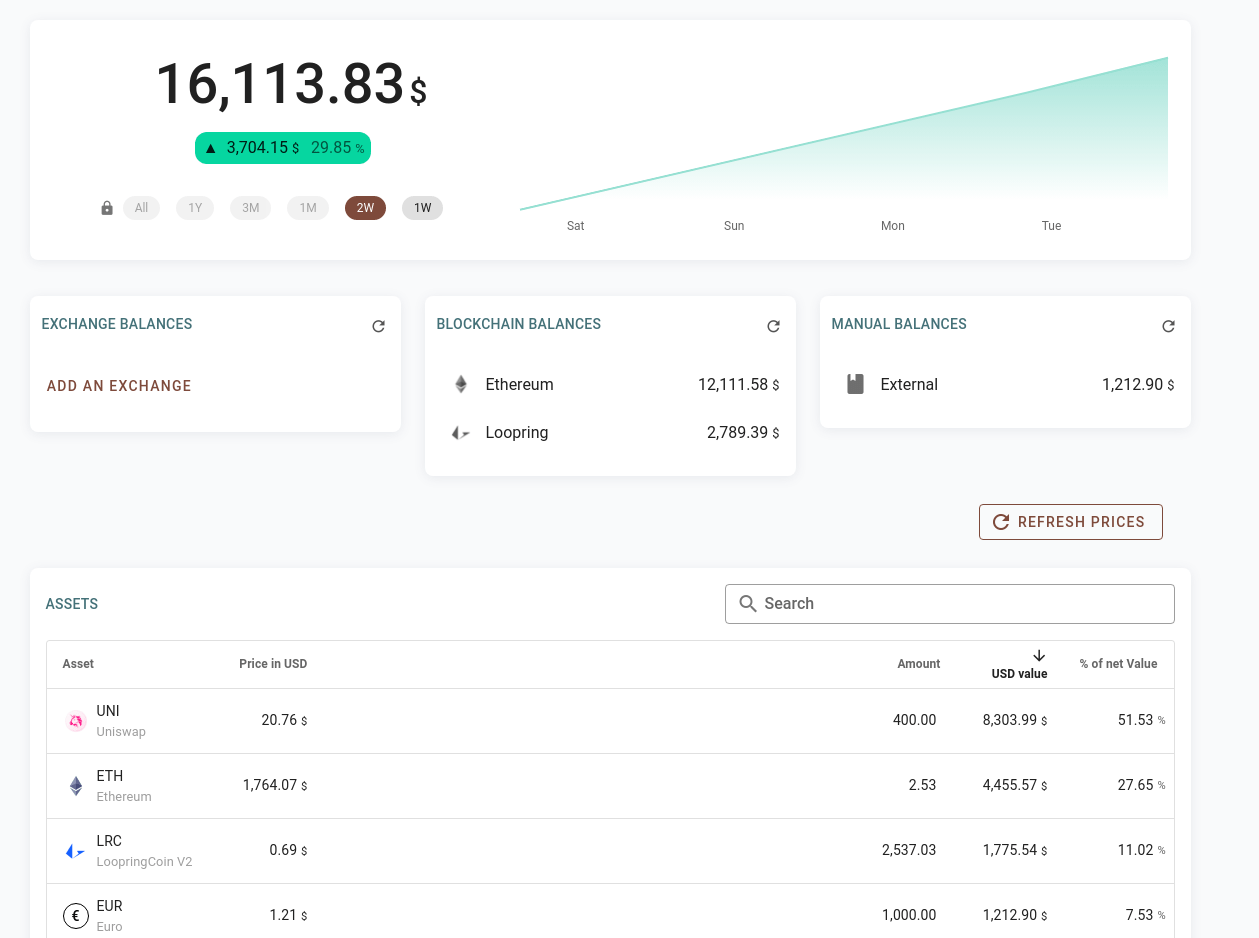 16,113.83 $
▲ 3,704.15 $ 29.85 %
All 1Y 3M 1M 2W 1W
Sat Sun Mon Tue
EXCHANGE BALANCES
ADD AN EXCHANGE
BLOCKCHAIN BALANCES
Ethereum 12,111.58 $
Loopring 2,789.39 $
MANUAL BALANCES
External 1,212.90 $
REFRESH PRICES
ASSETS
Search
Asset Price in USD Amount USD value % of net Value
UNI
Uniswap
20.76 $ 400.00 8,303.99 $ 51.53 %
ETH
Ethereum
1,764.07 $ 2.53 4,455.57 $ 27.65 %
LRC
LoopringCoin V2
0.69 $ 2,537.03 1,775.54 $ 11.02 %
€
EUR
Euro
1.21 $ 1,000.00 1,212.90 $ 7.53 %